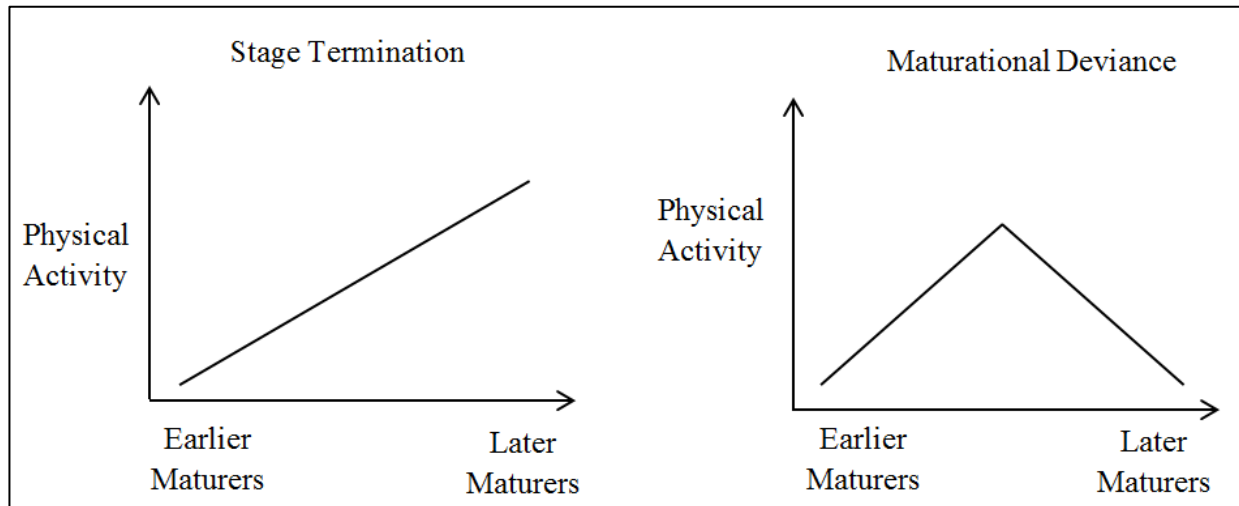 Stage Termination
Physical
Activity
Earlier
Maturers
Later
Maturers
Maturational Deviance
Physical
Activity
Earlier
Maturers
Later
Maturers